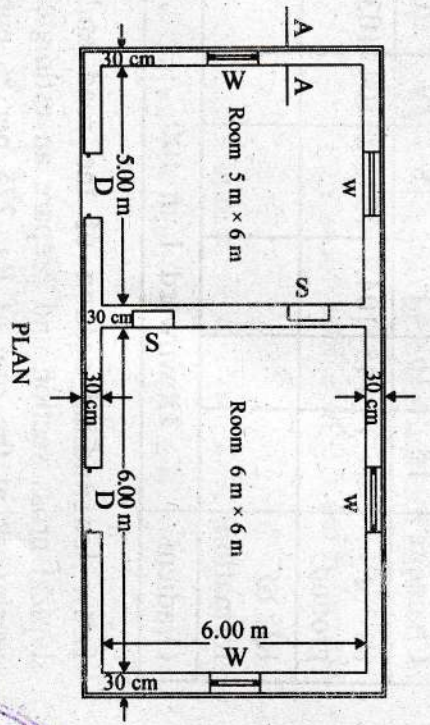 A
A
30 cm
W
5.00 m
D
Room 5 m × 6 m
W
S
30 cm
S
PLAN
30 cm
30 cm
6.00 m
D
Room 6 m × 6 m
W
6.00 m
W
30 cm